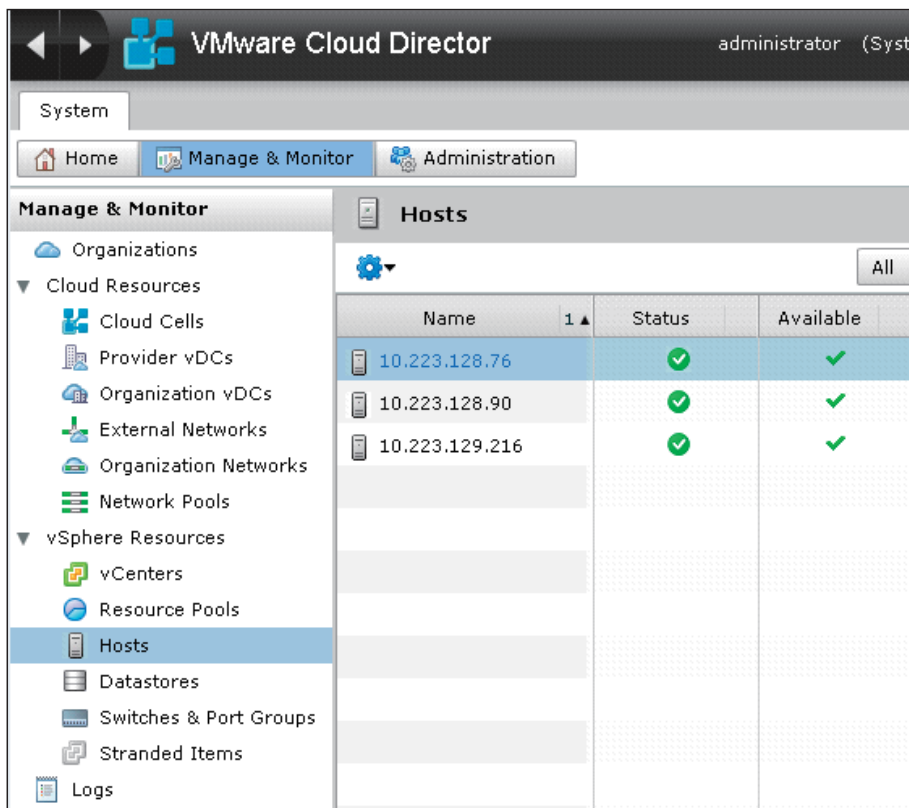 VMware Cloud Director administrator (Syst
System
Home Manage & Monitor Administration
Manage & Monitor
Organizations
Cloud Resources
Cloud Cells
Provider vDCs
Organization vDCs
External Networks
Organization Networks
Network Pools
vSphere Resources
vCenters
Resource Pools
Hosts
Datastores
Switches & Port Groups
Stranded Items
Logs
Hosts
All
Name 1 Status Available
10.223.128.76
10.223.128.90
10.223.129.216